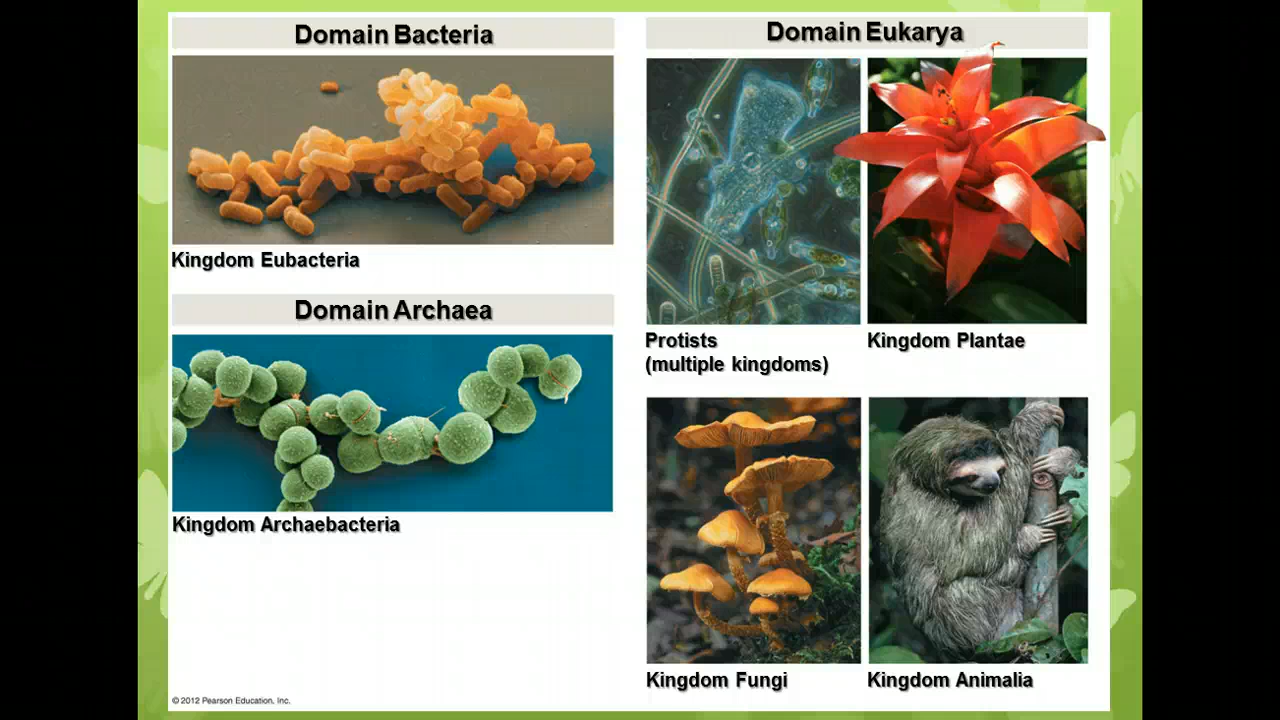 Domain Bacteria
Kingdom Eubacteria
Domain Archaea
Kingdom Archaebacteria
Domain Eukarya
Protists
(multiple kingdoms)
Kingdom Plantae
Kingdom Fungi
Kingdom Animalia
© 2012 Pearson Education, Inc.